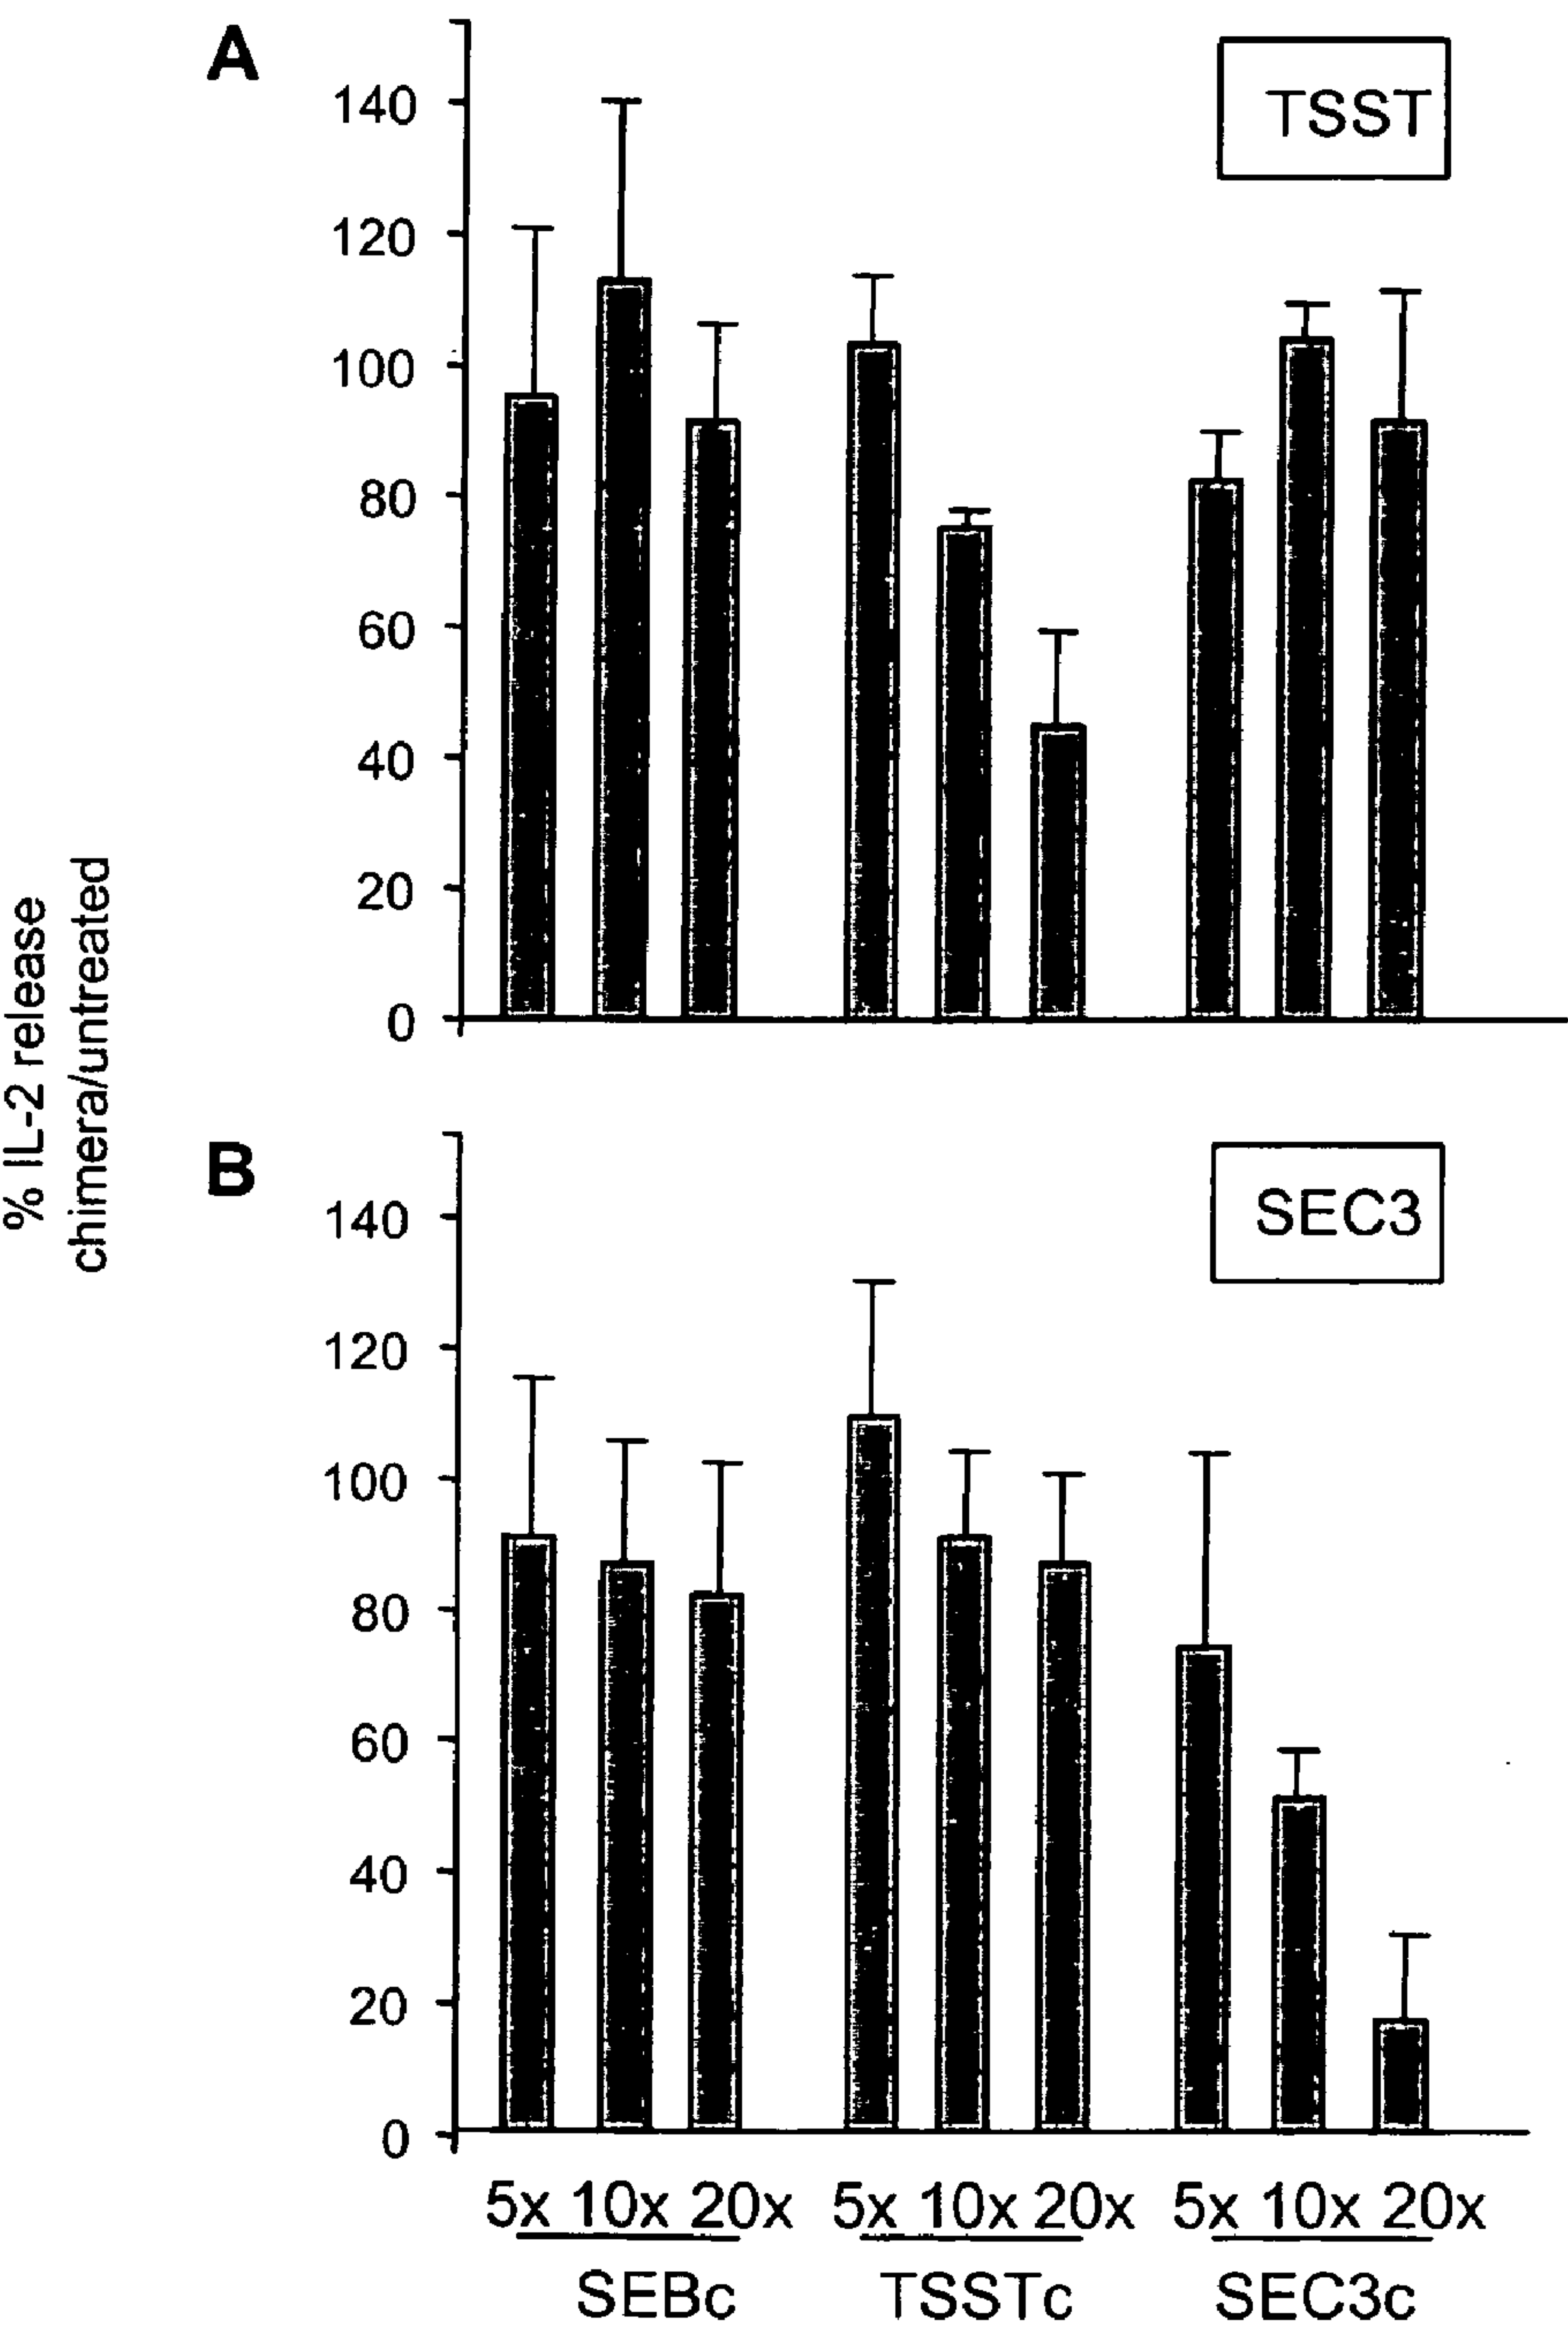 A
TSST
140
120
100
80
60
40
20
0
% IL-2 release
chimera/untreated
B
SEC3
140
120
100
80
60
40
20
0
5x 10x 20x 5x 10x 20x 5x 10x 20x
SEBc TSSTc SEC3c